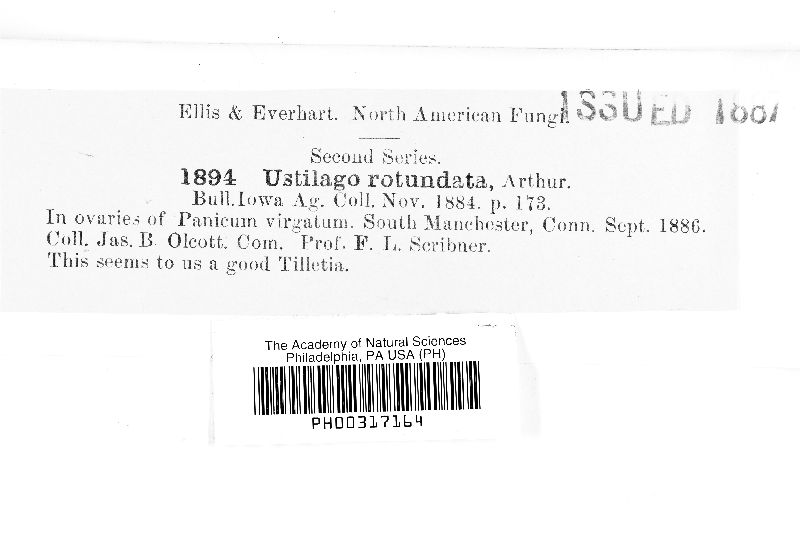 Ellis & Everhart. North American Fungi.
ISSUED 1887
Second Series.
1894 Ustilago rotundata, Arthur.
Bull. Iowa Ag. Coll. Nov. 1884. p. 173.
In ovaries of Panicum virgatum. South Manchester, Conn. Sept. 1886.
Coll. Jas. B. Olcott. Com. Prof. F. L. Scribner.
This seems to us a good Tilletia.
The Academy of Natural Sciences
Philadelphia, PA USA (PH)
PH00317164